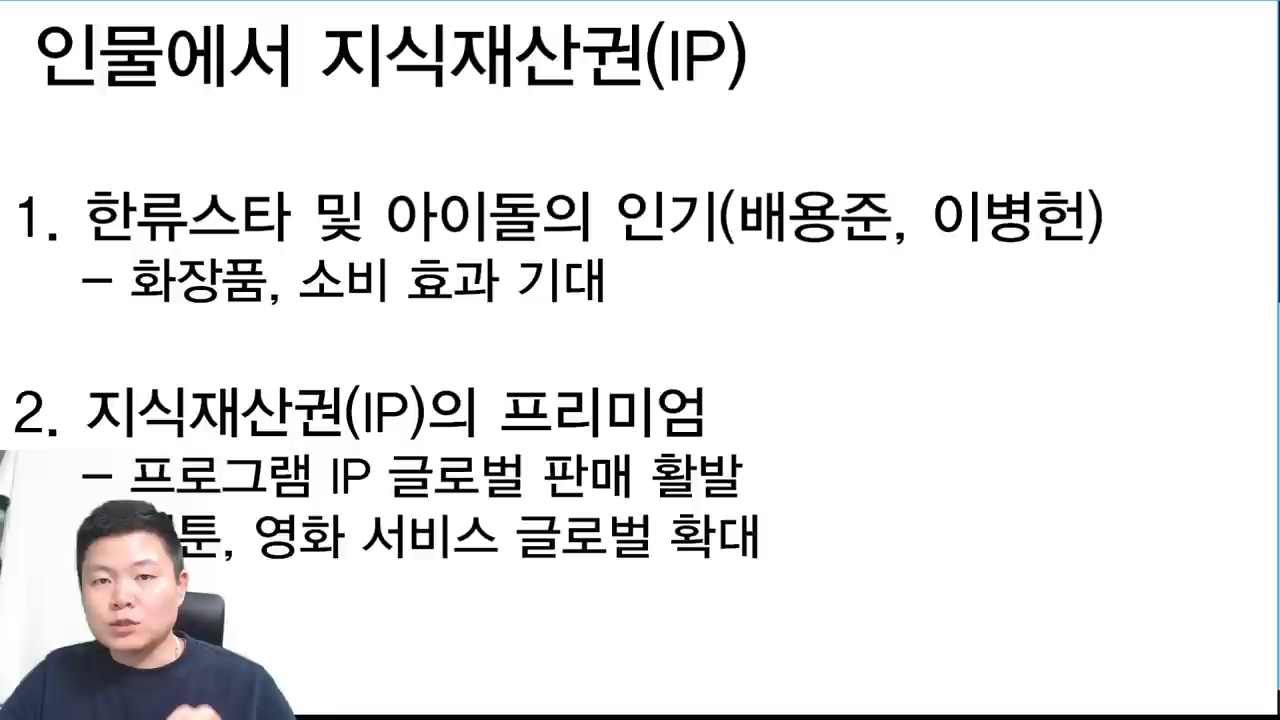 인물에서 지식재산권(IP)
1. 한류스타 및 아이돌의 인기(배용준, 이병헌)
– 화장품, 소비 효과 기대
2. 지식재산권(IP)의 프리미엄
– 프로그램 IP 글로벌 판매 활발
영화 서비스 글로벌 확대